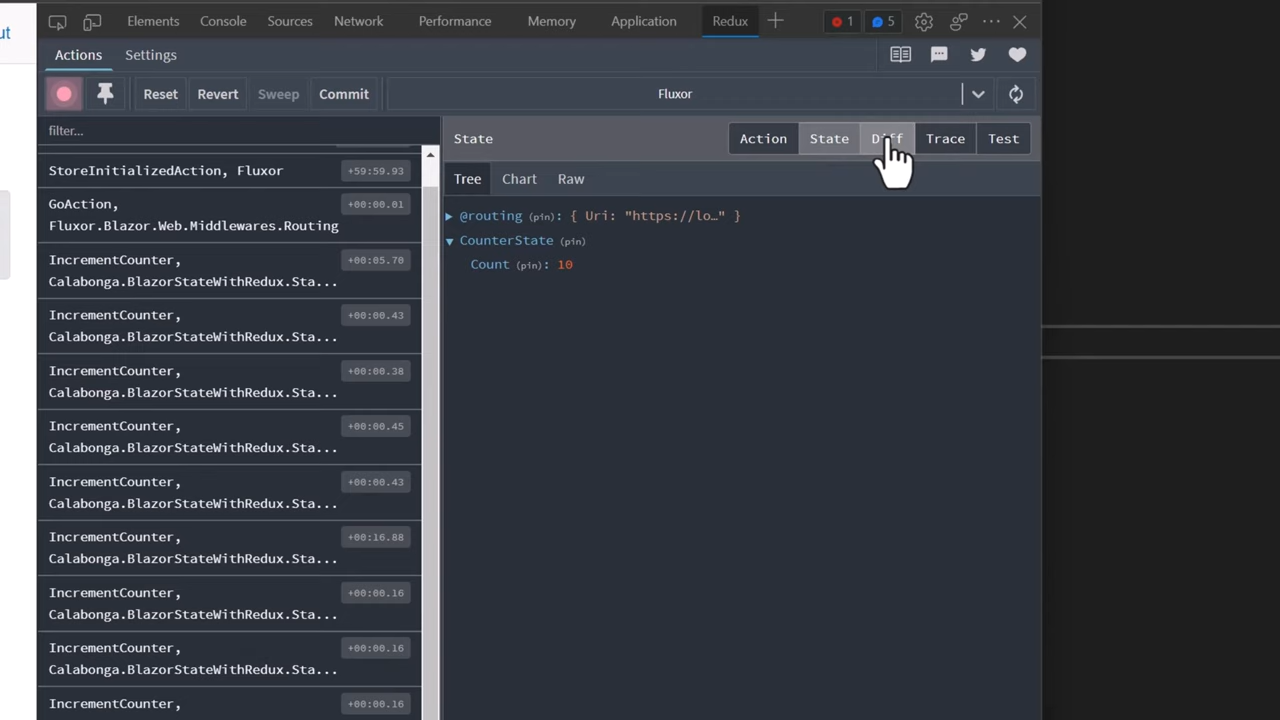 ut
Elements Console Sources Network Performance Memory Application Redux 1 5
Actions Settings
Reset Revert Sweep Commit Fluxor
filter...
State Action State Diff Trace Test
StoreInitializedAction, Fluxor +59:59.93
Tree Chart Raw
GoAction, +00:00.01
Fluxor.Blazor.Web.Middlewares.Routing
@routing (pin): { Uri: "https://lo…" }
CounterState (pin)
Count (pin): 10
IncrementCounter, +00:05.70
Calabonga.BlazorStateWithRedux.Sta...
IncrementCounter, +00:00.43
Calabonga.BlazorStateWithRedux.Sta...
IncrementCounter, +00:00.38
Calabonga.BlazorStateWithRedux.Sta...
IncrementCounter, +00:00.45
Calabonga.BlazorStateWithRedux.Sta...
IncrementCounter, +00:00.43
Calabonga.BlazorStateWithRedux.Sta...
IncrementCounter, +00:16.88
Calabonga.BlazorStateWithRedux.Sta...
IncrementCounter, +00:00.16
Calabonga.BlazorStateWithRedux.Sta...
IncrementCounter, +00:00.16
Calabonga.BlazorStateWithRedux.Sta...
IncrementCounter, +00:00.16